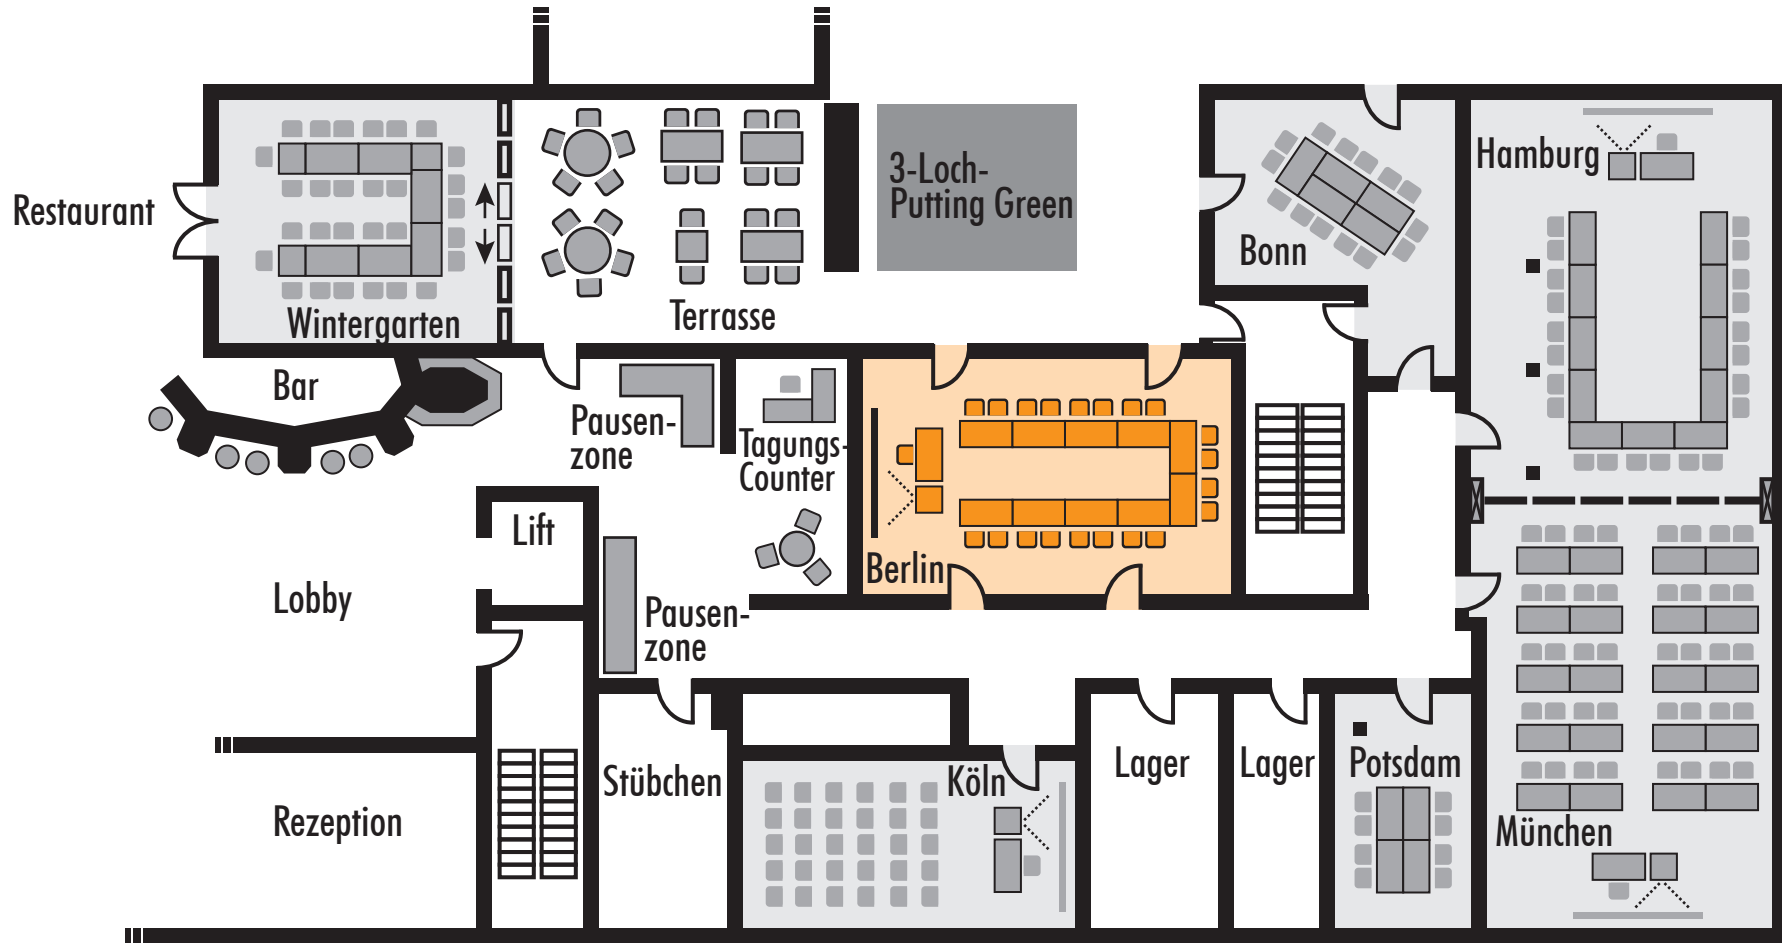 Restaurant
Wintergarten
Terrasse
3-Loch-
Putting Green
Bonn
Hamburg
Bar
Pausen-
zone
Tagungs-
Counter
Berlin
Lift
Lobby
Pausen-
zone
Rezeption
Stübchen
Köln
Lager
Lager
Potsdam
München